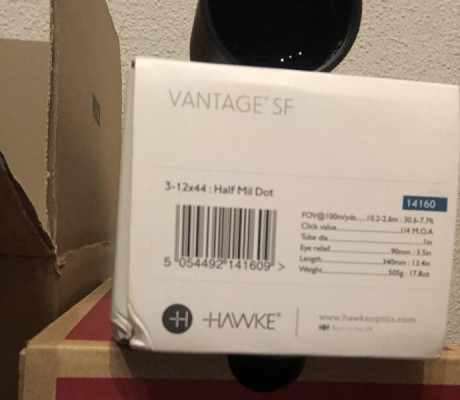 VANTAGE® SF
3-12x44 : Half Mil Dot
14160
FOV@100m/yds.....10.2-2.6m : 30.6-7.7ft
Click value 1/4 M.O.A
Tube dia. 1in
Eye relief 90mm : 3.5in
Length 340mm : 13.4in
Weight 505g : 17.8oz
5 054492 141609 >
HAWKE®
www.hawkeoptics.com